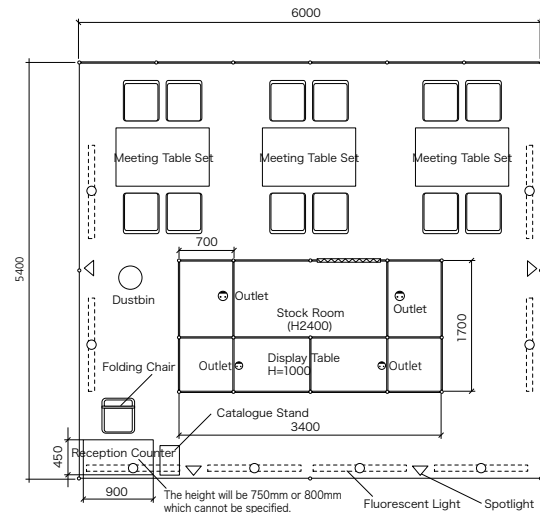 6000
Meeting Table Set
Meeting Table Set
Meeting Table Set
5400
700
Dustbin
Outlet
Outlet
Stock Room
(H2400)
1700
Outlet
Display Table
H=1000
Outlet
Folding Chair
Catalogue Stand
3400
Reception Counter
450
900
The height will be 750mm or 800mm
which cannot be specified.
Fluorescent Light
Spotlight